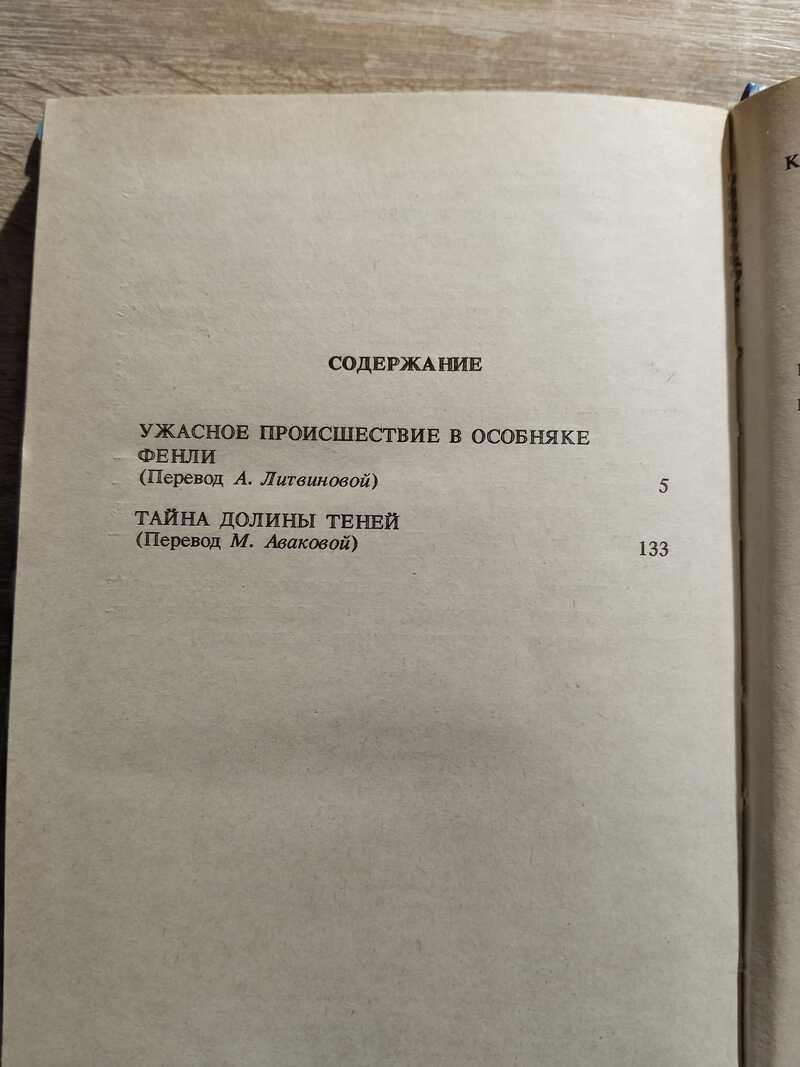 СОДЕРЖАНИЕ
УЖАСНОЕ ПРОИСШЕСТВИЕ В ОСОБНЯКЕ
ФЕНЛИ
(Перевод А. Литвиновой) 5
ТАЙНА ДОЛИНЫ ТЕНЕЙ
(Перевод М. Аваковой) 133
К